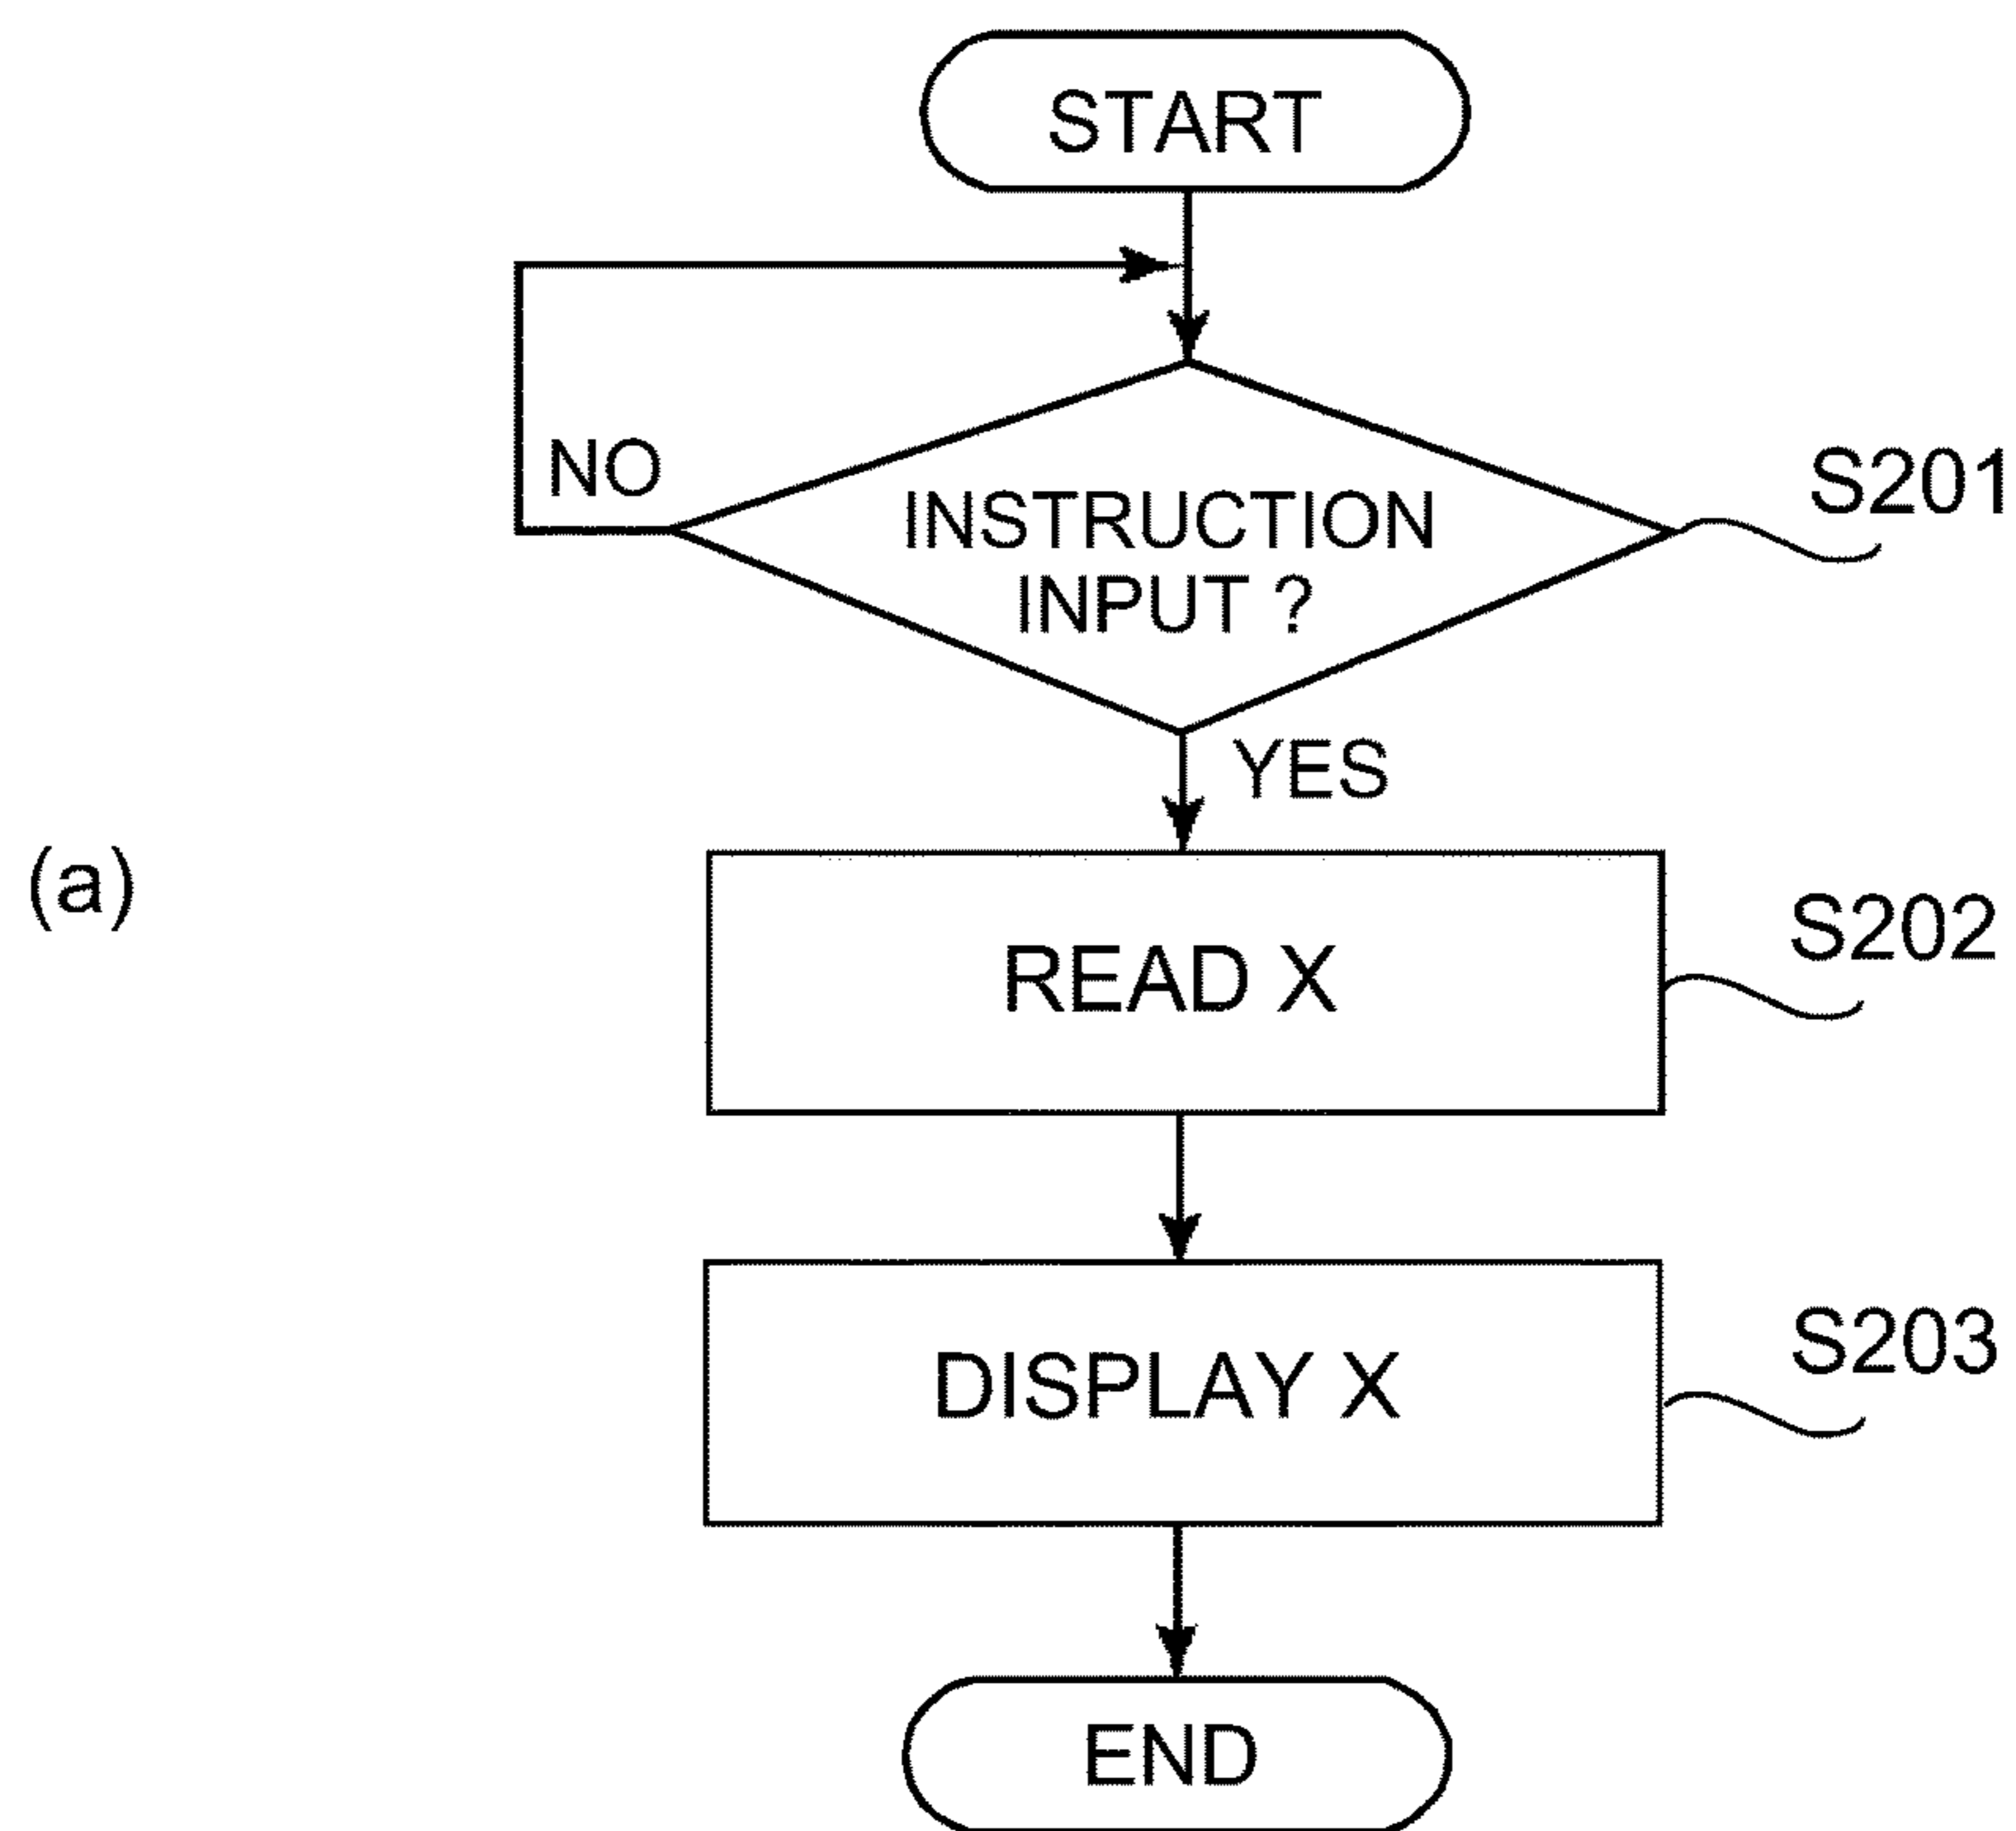 START
NO
S201
INSTRUCTION
INPUT ?
YES
(a)
S202
READ X
S203
DISPLAY X
END